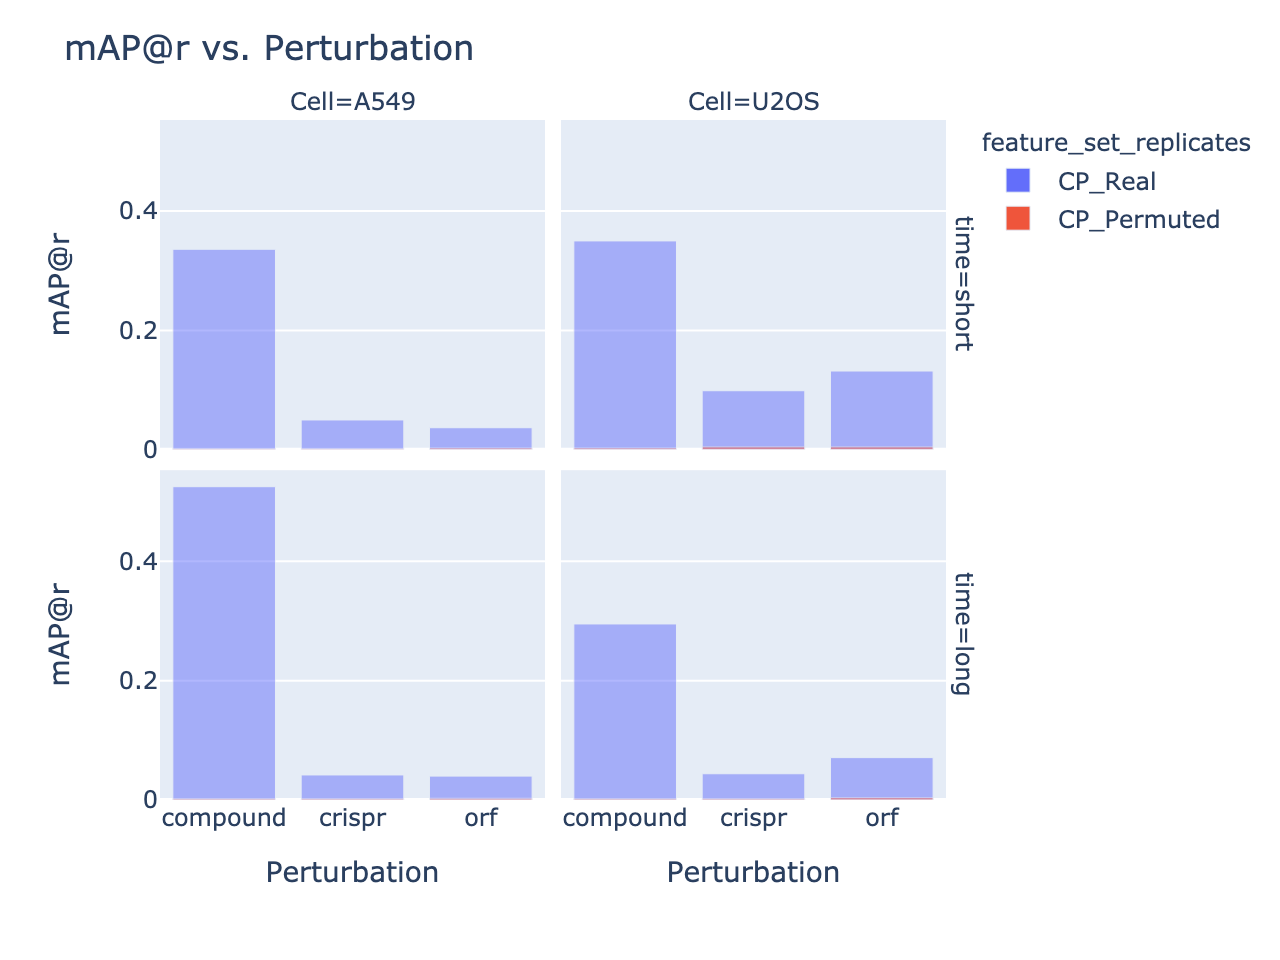 mAP@r vs. Perturbation
Cell=A549
Cell=U2OS
feature_set_replicates
CP_Real
CP_Permuted
mAP@r
0.4
0.2
0
time=short
mAP@r
0.4
0.2
0
time=long
compound crispr orf
compound crispr orf
Perturbation
Perturbation